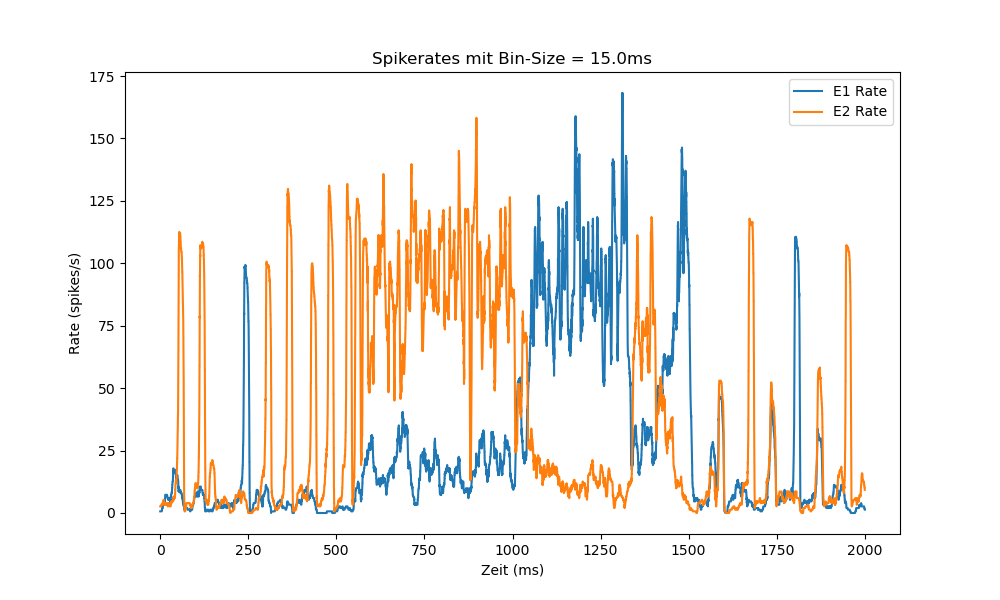 Spikerates mit Bin-Size = 15.0ms
E1 Rate
E2 Rate
175
150
125
100
75
50
25
0
Rate (spikes/s)
0 250 500 750 1000 1250 1500 1750 2000
Zeit (ms)